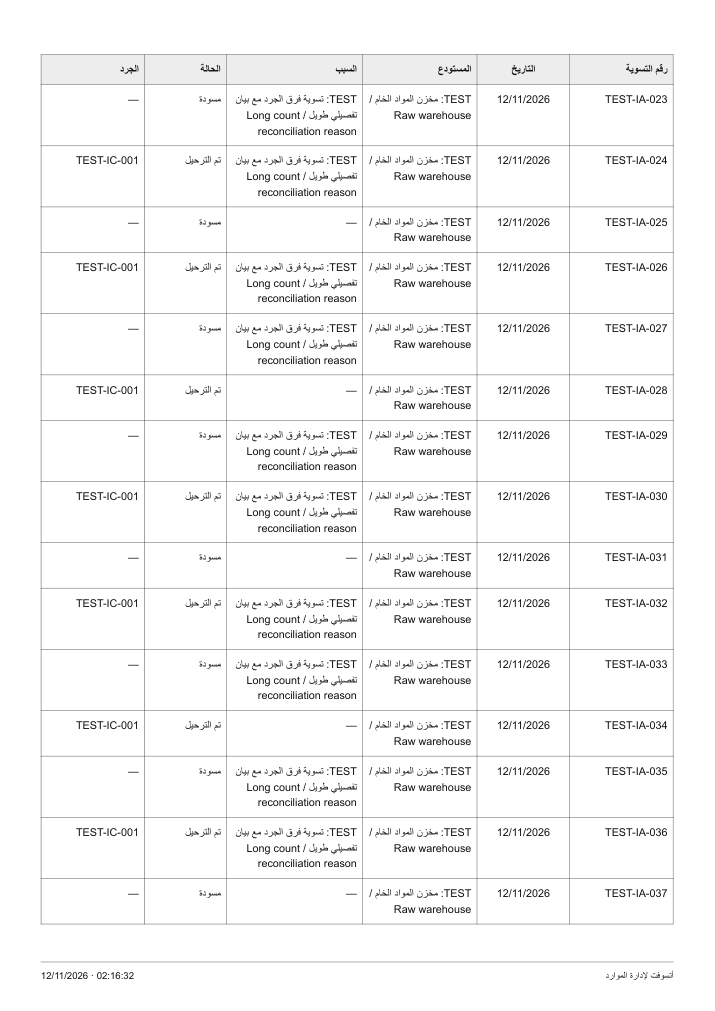 رقم التسوية	التاريخ	المستودع	السبب	الحالة	الجرد
TEST-IA-023	12/11/2026	TEST: مخزن المواد الخام /	TEST: تسوية فرق الجرد مع بيان	مسودة	—
Raw warehouse	تفصيلي طويل / Long count
reconciliation reason
TEST-IA-024	12/11/2026	TEST: مخزن المواد الخام /	TEST: تسوية فرق الجرد مع بيان	تم الترحيل	TEST-IC-001
Raw warehouse	تفصيلي طويل / Long count
reconciliation reason
TEST-IA-025	12/11/2026	TEST: مخزن المواد الخام /	—	مسودة	—
Raw warehouse
TEST-IA-026	12/11/2026	TEST: مخزن المواد الخام /	TEST: تسوية فرق الجرد مع بيان	تم الترحيل	TEST-IC-001
Raw warehouse	تفصيلي طويل / Long count
reconciliation reason
TEST-IA-027	12/11/2026	TEST: مخزن المواد الخام /	TEST: تسوية فرق الجرد مع بيان	مسودة	—
Raw warehouse	تفصيلي طويل / Long count
reconciliation reason
TEST-IA-028	12/11/2026	TEST: مخزن المواد الخام /	—	تم الترحيل	TEST-IC-001
Raw warehouse
TEST-IA-029	12/11/2026	TEST: مخزن المواد الخام /	TEST: تسوية فرق الجرد مع بيان	مسودة	—
Raw warehouse	تفصيلي طويل / Long count
reconciliation reason
TEST-IA-030	12/11/2026	TEST: مخزن المواد الخام /	TEST: تسوية فرق الجرد مع بيان	تم الترحيل	TEST-IC-001
Raw warehouse	تفصيلي طويل / Long count
reconciliation reason
TEST-IA-031	12/11/2026	TEST: مخزن المواد الخام /	—	مسودة	—
Raw warehouse
TEST-IA-032	12/11/2026	TEST: مخزن المواد الخام /	TEST: تسوية فرق الجرد مع بيان	تم الترحيل	TEST-IC-001
Raw warehouse	تفصيلي طويل / Long count
reconciliation reason
TEST-IA-033	12/11/2026	TEST: مخزن المواد الخام /	TEST: تسوية فرق الجرد مع بيان	مسودة	—
Raw warehouse	تفصيلي طويل / Long count
reconciliation reason
TEST-IA-034	12/11/2026	TEST: مخزن المواد الخام /	—	تم الترحيل	TEST-IC-001
Raw warehouse
TEST-IA-035	12/11/2026	TEST: مخزن المواد الخام /	TEST: تسوية فرق الجرد مع بيان	مسودة	—
Raw warehouse	تفصيلي طويل / Long count
reconciliation reason
TEST-IA-036	12/11/2026	TEST: مخزن المواد الخام /	TEST: تسوية فرق الجرد مع بيان	تم الترحيل	TEST-IC-001
Raw warehouse	تفصيلي طويل / Long count
reconciliation reason
TEST-IA-037	12/11/2026	TEST: مخزن المواد الخام /	—	مسودة	—
Raw warehouse
أتسوفت لإدارة الموارد	12/11/2026 · 02:16:32